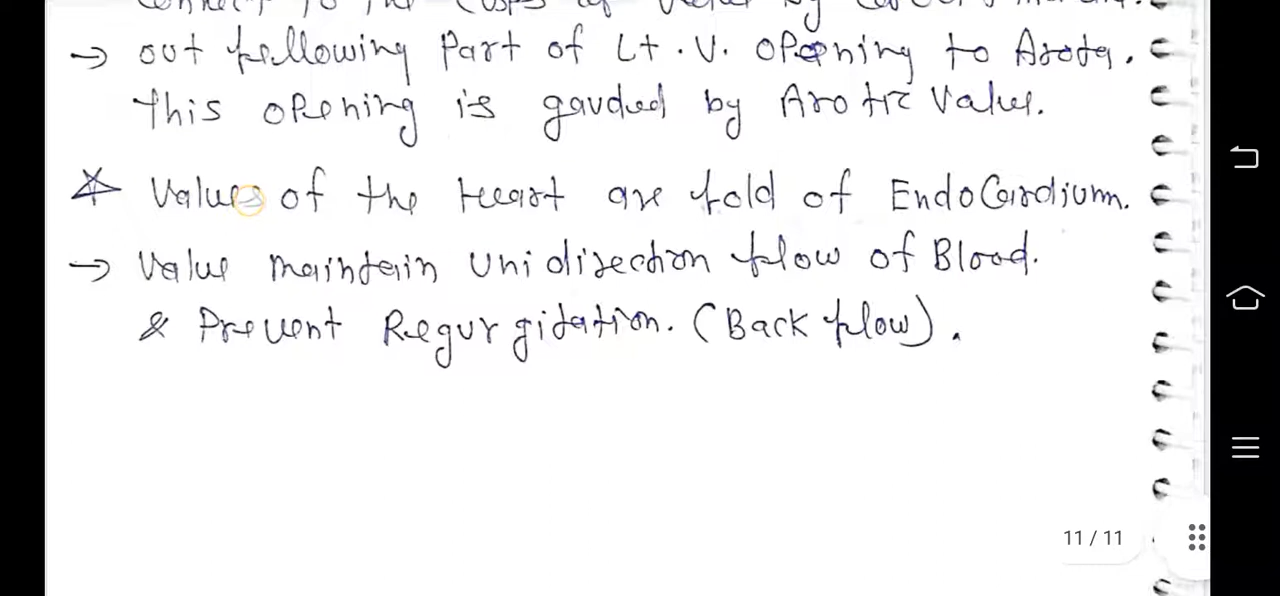 → out following Part of Lt. V. Opening to Arota.
This opening is gauded by Arotic Value.
☆ Values of the Heart are fold of EndoCardium.
→ Value maintain Unidirection flow of Blood.
& Prevent Regurgitation. (Back flow).
11 / 11